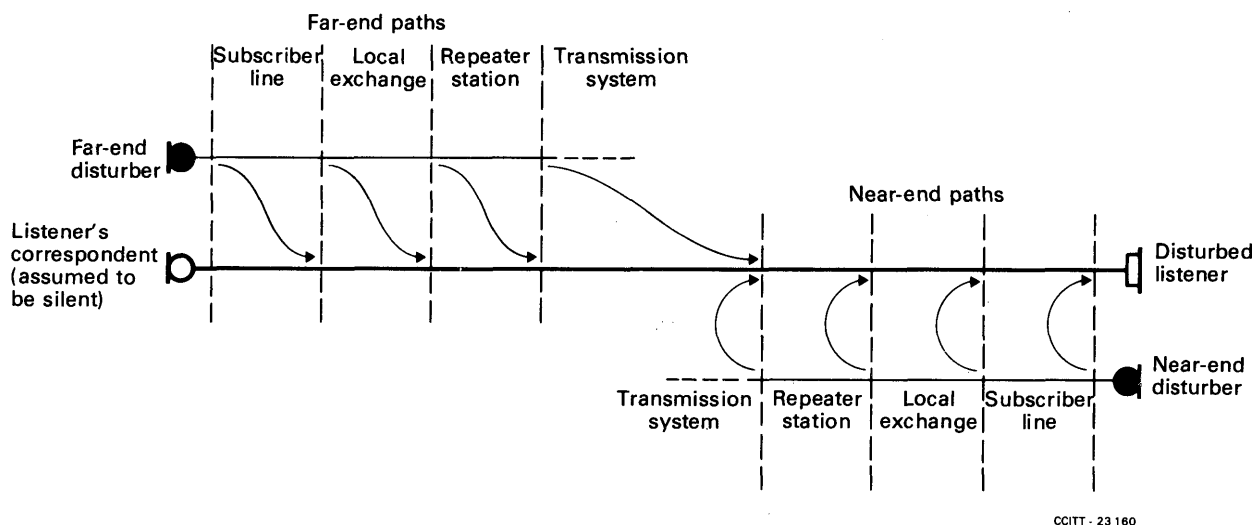 Far-end paths
Subscriber
line
Local
exchange
Repeater
station
Transmission
system
Far-end
disturber
Near-end paths
Listener's
correspondent
(assumed to
be silent)
Disturbed
listener
Transmission
system
Repeater
station
Local
exchange
Subscriber
line
Near-end
disturber
CCITT - 23 160